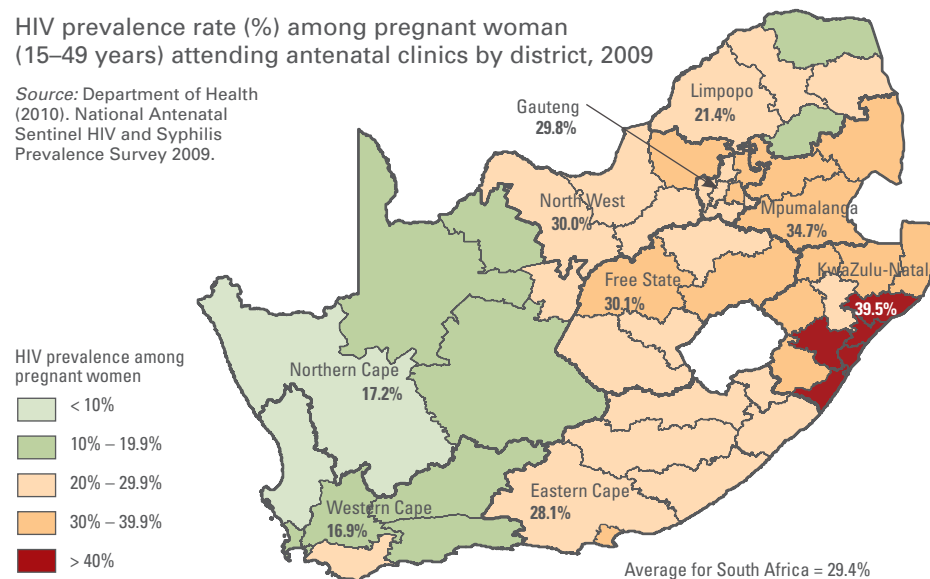 HIV prevalence rate (%) among pregnant woman
(15–49 years) attending antenatal clinics by district, 2009
Source: Department of Health
(2010). National Antenatal
Sentinel HIV and Syphilis
Prevalence Survey 2009.
Limpopo
21.4%
Gauteng
29.8%
North West
30.0%
Mpumalanga
34.7%
KwaZulu-Natal
39.5%
Free State
30.1%
Northern Cape
17.2%
Eastern Cape
28.1%
Western Cape
16.9%
HIV prevalence among
pregnant women
< 10%
10% – 19.9%
20% – 29.9%
30% – 39.9%
> 40%
Average for South Africa = 29.4%